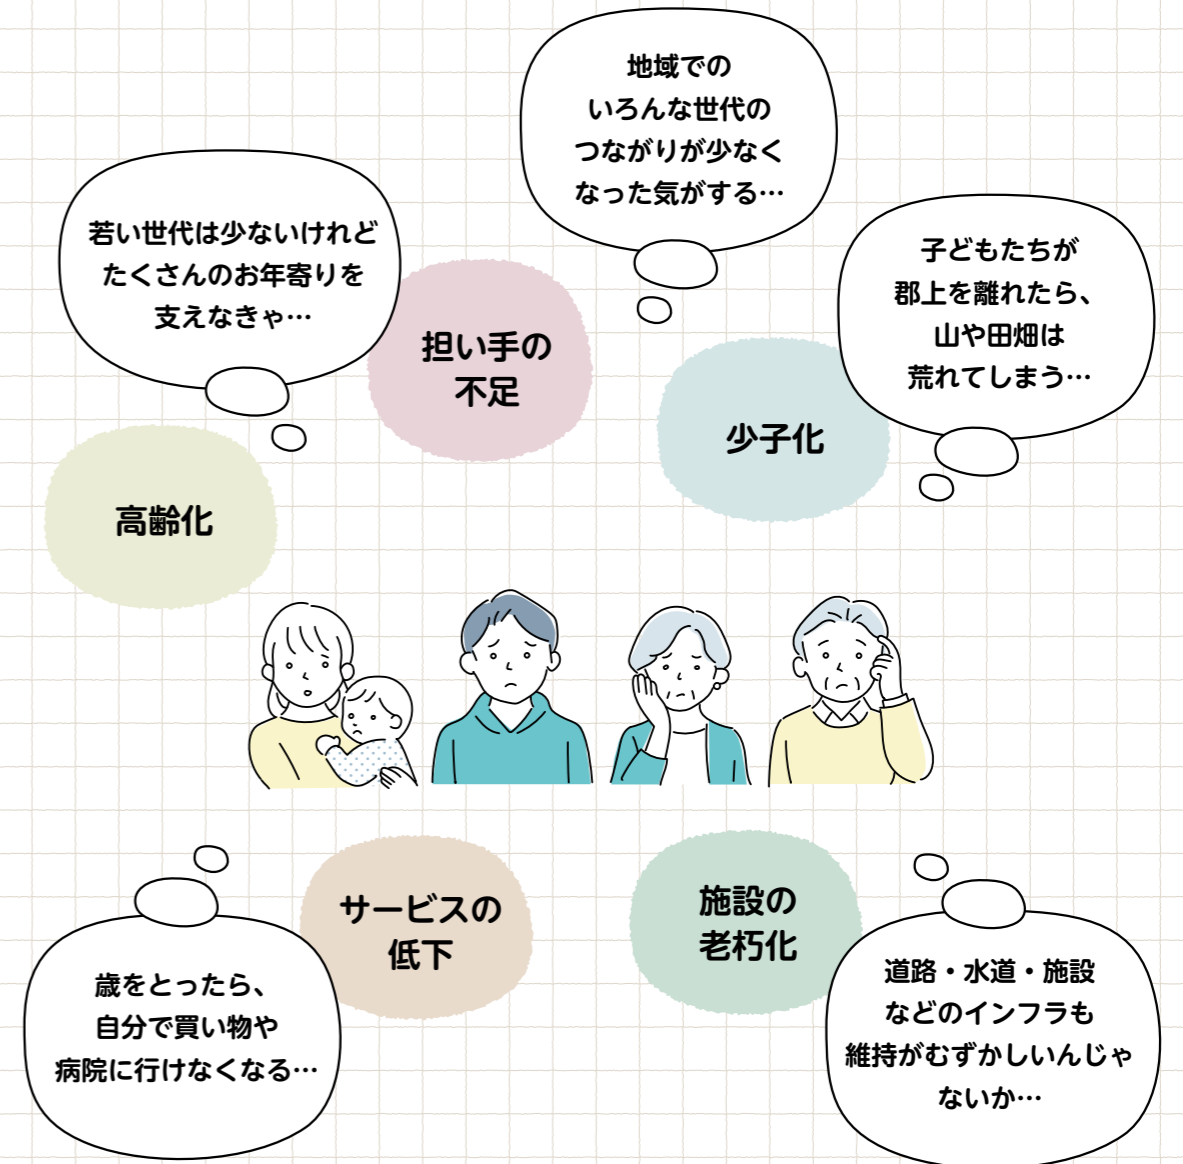 地域での
いろんな世代の
つながりが少なく
なった気がする…
若い世代は少ないけれど
たくさんのお年寄りを
支えなきゃ…
子どもたちが
郡上を離れたら、
山や田畑は
荒れてしまう…
担い手の
不足
少子化
高齢化
サービスの
低下
施設の
老朽化
歳をとったら、
自分で買い物や
病院に行けなくなる…
道路・水道・施設
などのインフラも
維持がむずかしいんじゃ
ないか…